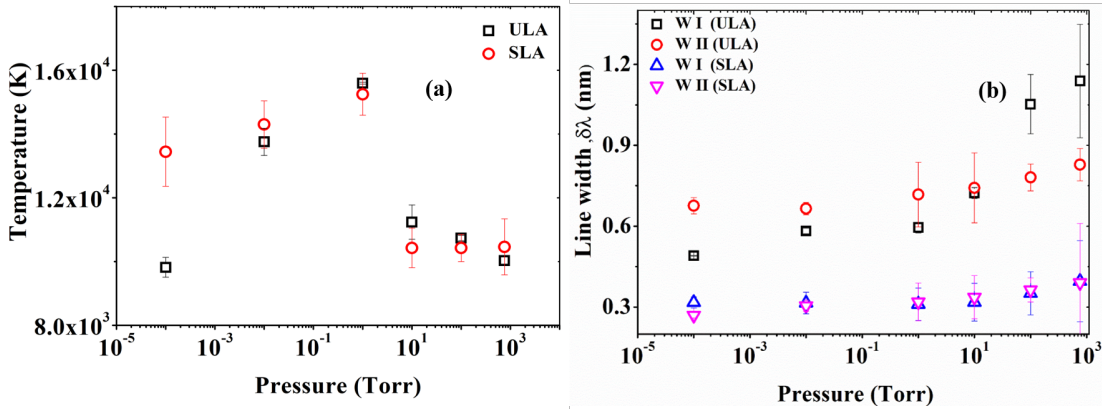 ULA
SLA
(a)
Temperature (K)
1.6x10⁴
1.2x10⁴
8.0x10³
10⁻⁵ 10⁻³ 10⁻¹ 10¹ 10³
Pressure (Torr)
W I (ULA)
W II (ULA)
W I (SLA)
W II (SLA)
(b)
Line width ,δλ (nm)
1.2
0.9
0.6
0.3
10⁻⁵ 10⁻³ 10⁻¹ 10¹ 10³
Pressure (Torr)